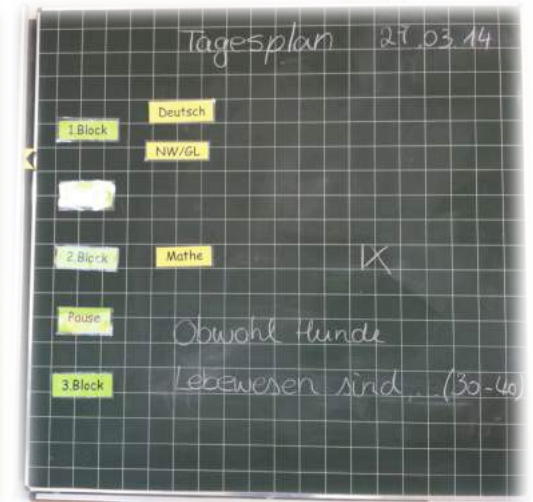 Tagesplan 27.03.14
Deutsch
1.Block
NW/GL
2.Block Mathe
Pause
Obwohl Hunde
3.Block Lebewesen sind...(30-40)